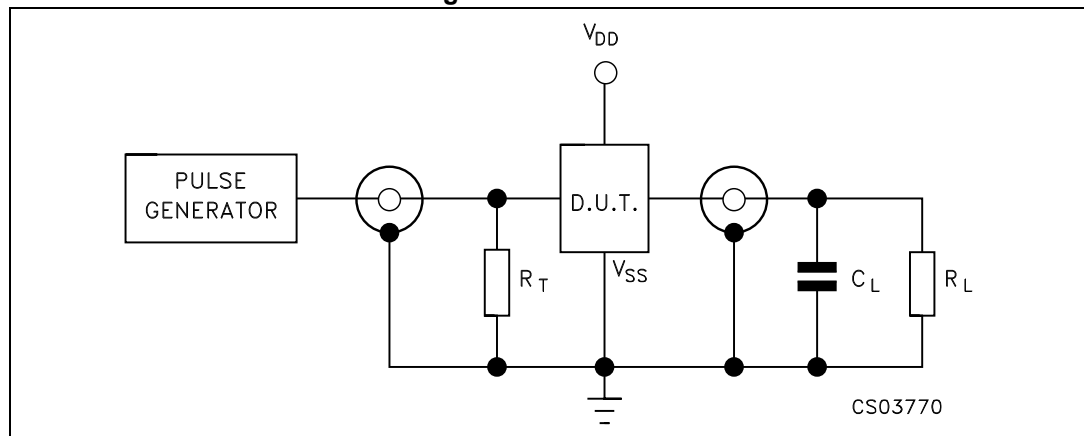 V_DD
PULSE
GENERATOR
D.U.T.
V_SS
R_T
C_L
R_L
CS03770